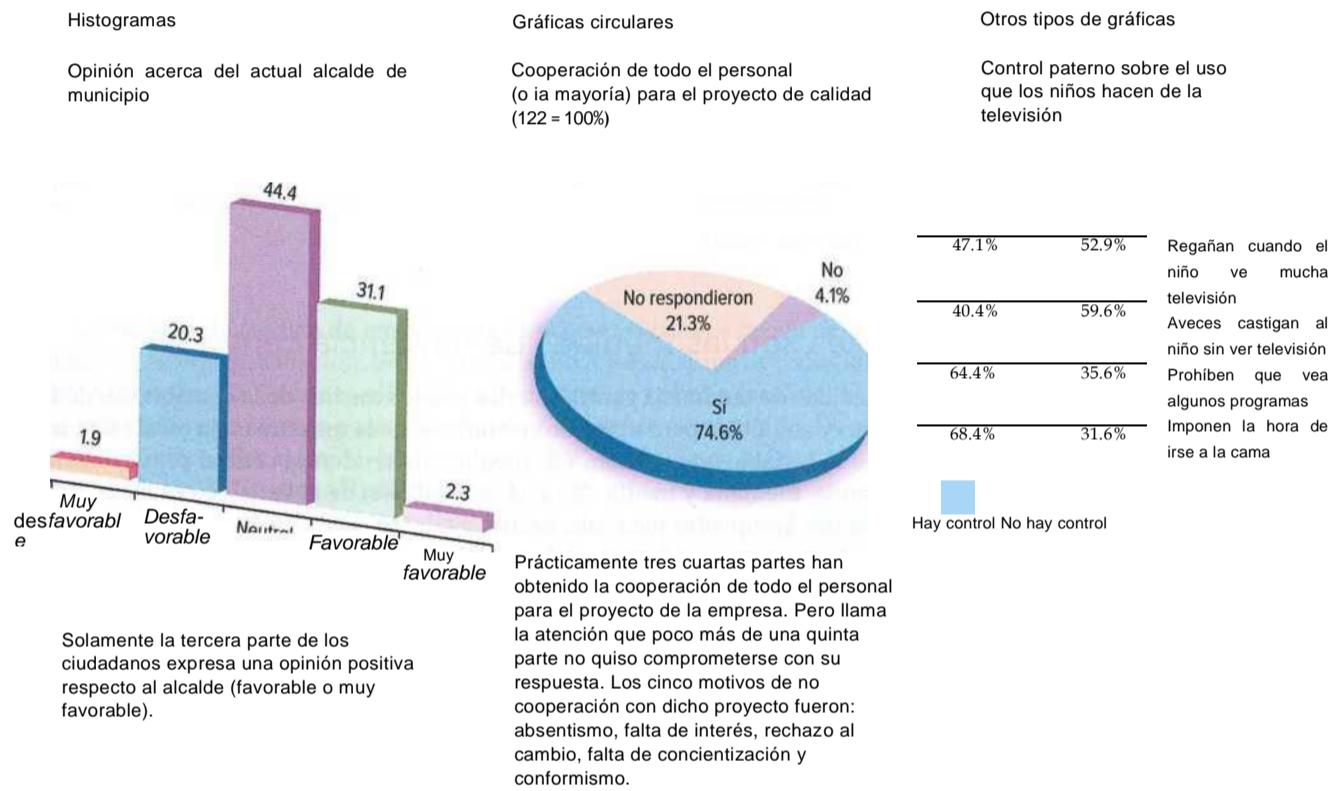 Histogramas
Opinión acerca del actual alcalde de
municipio
44.4
31.1
20.3
1.9
2.3
Muy
desfavorabl
e
Desfa-
vorable
Neutral
Favorable
Muy
favorable
Solamente la tercera parte de los
ciudadanos expresa una opinión positiva
respecto al alcalde (favorable o muy
favorable).
Gráficas circulares
Cooperación de todo el personal
(o ia mayoría) para el proyecto de calidad
(122 = 100%)
No
4.1%
No respondieron
21.3%
Sí
74.6%
Prácticamente tres cuartas partes han
obtenido la cooperación de todo el personal
para el proyecto de la empresa. Pero llama
la atención que poco más de una quinta
parte no quiso comprometerse con su
respuesta. Los cinco motivos de no
cooperación con dicho proyecto fueron:
absentismo, falta de interés, rechazo al
cambio, falta de concientización y
conformismo.
Otros tipos de gráficas
Control paterno sobre el uso
que los niños hacen de la
televisión
47.1% 52.9%
40.4% 59.6%
64.4% 35.6%
68.4% 31.6%
Regañan cuando el
niño ve mucha
televisión
Aveces castigan al
niño sin ver televisión
Prohíben que vea
algunos programas
Imponen la hora de
irse a la cama
Hay control No hay control